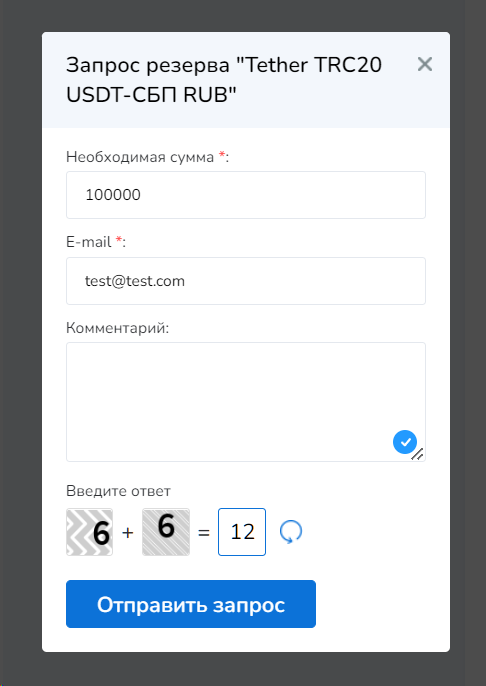 Запрос резерва "Tether TRC20
USDT-СБП RUB"
Необходимая сумма *:
100000
E-mail *:
test@test.com
Комментарий:
Введите ответ
6 + 6 = 12
Отправить запрос